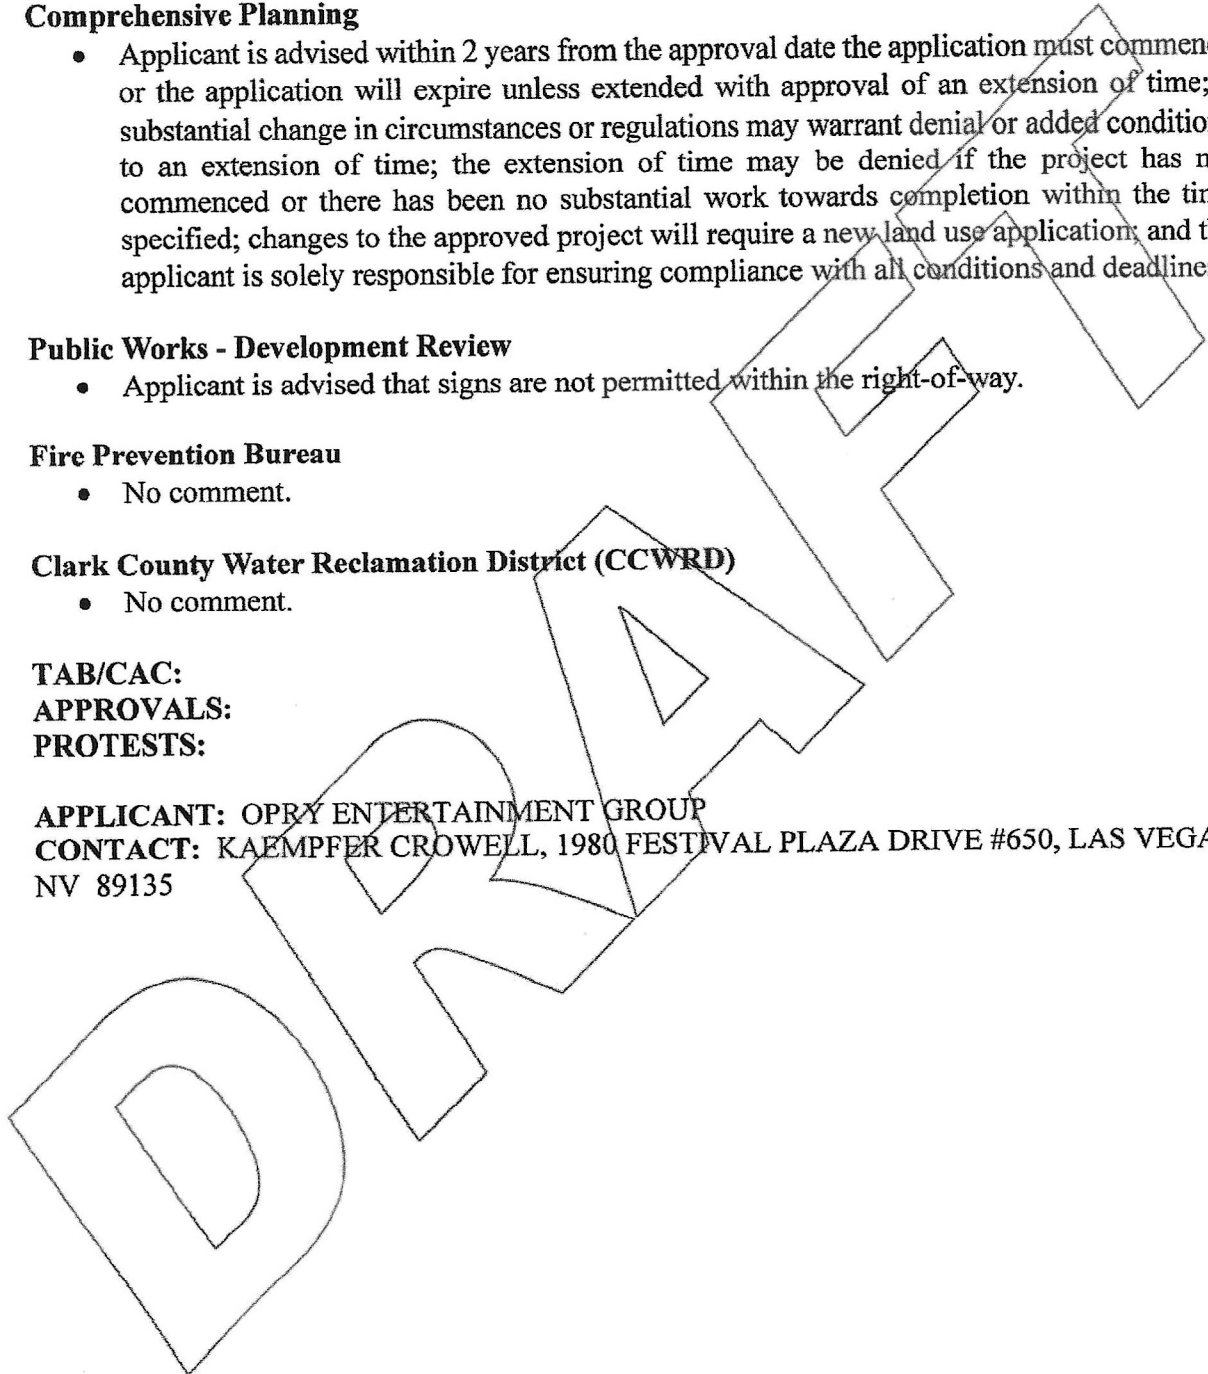 Comprehensive Planning
• Applicant is advised within 2 years from the approval date the application must commen
or the application will expire unless extended with approval of an extension of time;
substantial change in circumstances or regulations may warrant denial or added condition
to an extension of time; the extension of time may be denied if the project has n
commenced or there has been no substantial work towards completion within the tin
specified; changes to the approved project will require a new land use application; and t
applicant is solely responsible for ensuring compliance with all conditions and deadline
Public Works - Development Review
• Applicant is advised that signs are not permitted within the right-of-way.
Fire Prevention Bureau
• No comment.
Clark County Water Reclamation District (CCWRD)
• No comment.
TAB/CAC:
APPROVALS:
PROTESTS:
APPLICANT: OPRY ENTERTAINMENT GROUP
CONTACT: KAEMPFER CROWELL, 1980 FESTIVAL PLAZA DRIVE #650, LAS VEGA
NV 89135
DRAFT